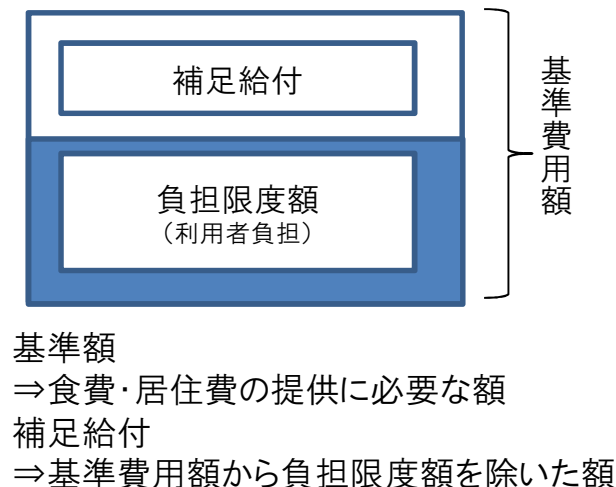 補足給付
負担限度額
（利用者負担）
基準費用額
基準額
⇒食費・居住費の提供に必要な額
補足給付
⇒基準費用額から負担限度額を除いた額